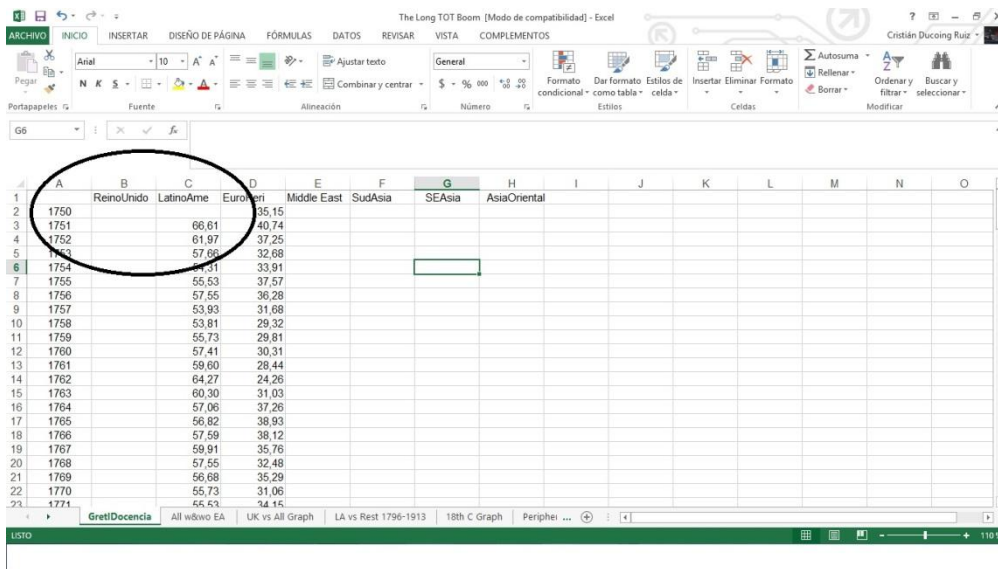 The Long TOT Boom [Modo de compatibilidad] - Excel
ARCHIVO INICIO INSERTAR DISEÑO DE PÁGINA FÓRMULAS DATOS REVISAR VISTA COMPLEMENTOS Cristián Ducoing Ruiz
Pegar
Arial 10
N K S
Ajustar texto
Combinar y centrar
General
$ % 000
Formato condicional
Dar formato como tabla
Estilos de celda
Insertar Eliminar Formato
Autosuma
Rellenar
Borrar
Ordenar y filtrar
Buscar y seleccionar
Portapapeles Fuente Alineación Número Estilos Celdas Modificar
G6 fx
A B C D E F G H I J K L M N O
1 ReinoUnido LatinoAme Middle East SudAsia SEAsia AsiaOriental
2 1750 35,15
3 1751 66,61 40,74
4 1752 61,97 37,25
5 1753 57,66 32,68
6 1754 54,31 33,91
7 1755 55,53 37,57
8 1756 57,55 36,28
9 1757 53,93 31,68
10 1758 53,81 29,32
11 1759 55,73 29,81
12 1760 57,41 30,31
13 1761 59,60 28,44
14 1762 64,27 24,26
15 1763 60,30 31,03
16 1764 57,06 37,26
17 1765 56,82 38,93
18 1766 57,59 38,12
19 1767 59,91 35,76
20 1768 57,55 32,48
21 1769 56,68 35,29
22 1770 55,73 31,06
23 1771 55,53 34,15
GretlDocencia All w&wo EA UK vs All Graph LA vs Rest 1796-1913 18th C Graph Peripher ...
LISTO 110